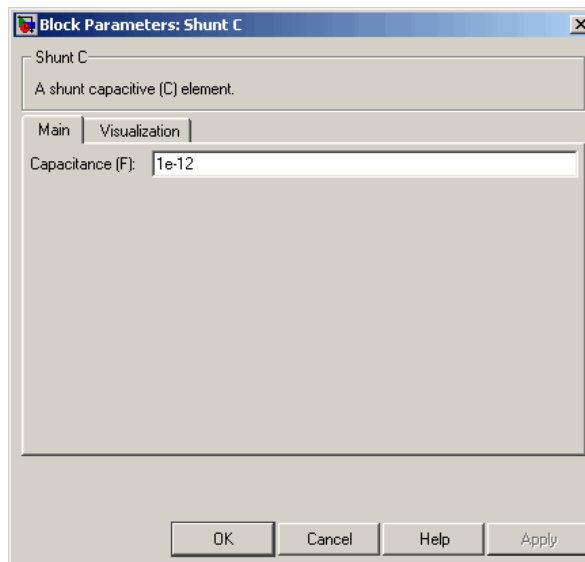 Block Parameters: Shunt C
Shunt C
A shunt capacitive (C) element.
Main Visualization
Capacitance (F): 1e-12
OK Cancel Help Apply